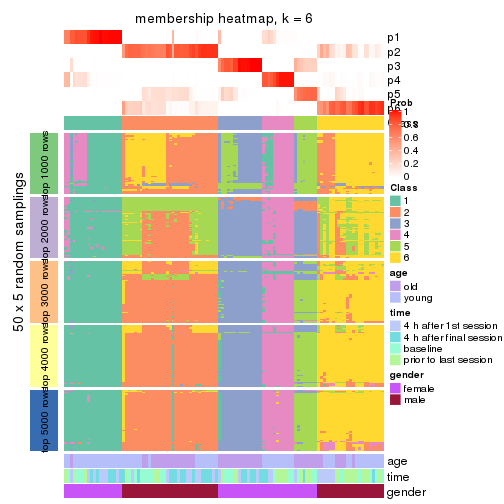 membership heatmap, k = 6
p1
p2
p3
p4
p5
p6
Prob
1
0.8
0.6
0.4
0.2
0
Class
1
2
3
4
5
6
age
old
young
time
4 h after 1st session
4 h after final session
baseline
prior to last session
gender
female
male
50 x 5 random samplings
top 1000 rows
top 2000 rows
top 3000 rows
top 4000 rows
top 5000 rows
age
time
gender